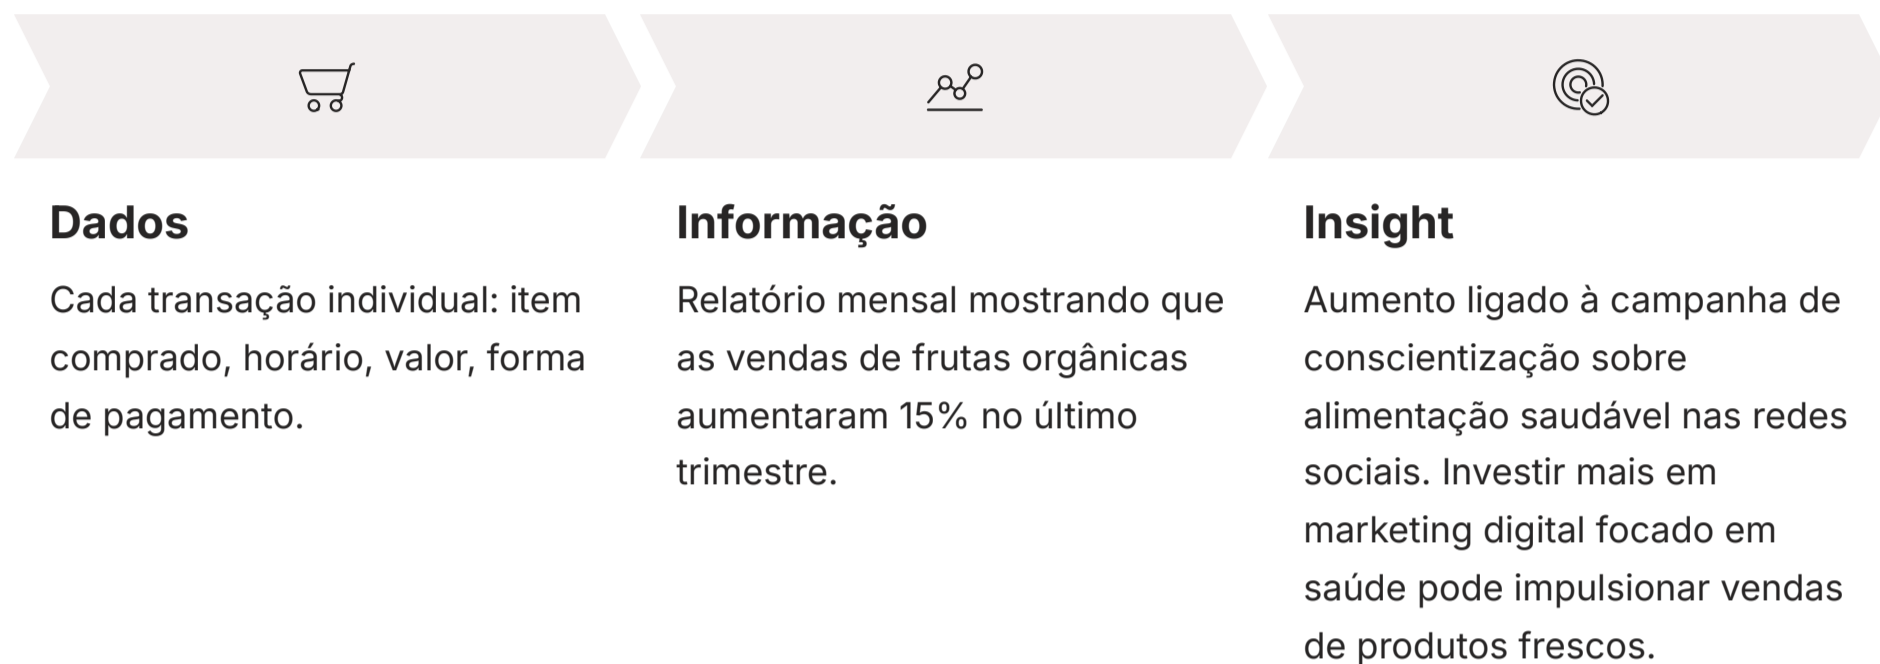 Dados
Cada transação individual: item
comprado, horário, valor, forma
de pagamento.
Informação
Relatório mensal mostrando que
as vendas de frutas orgânicas
aumentaram 15% no último
trimestre.
Insight
Aumento ligado à campanha de
conscientização sobre
alimentação saudável nas redes
sociais. Investir mais em
marketing digital focado em
saúde pode impulsionar vendas
de produtos frescos.